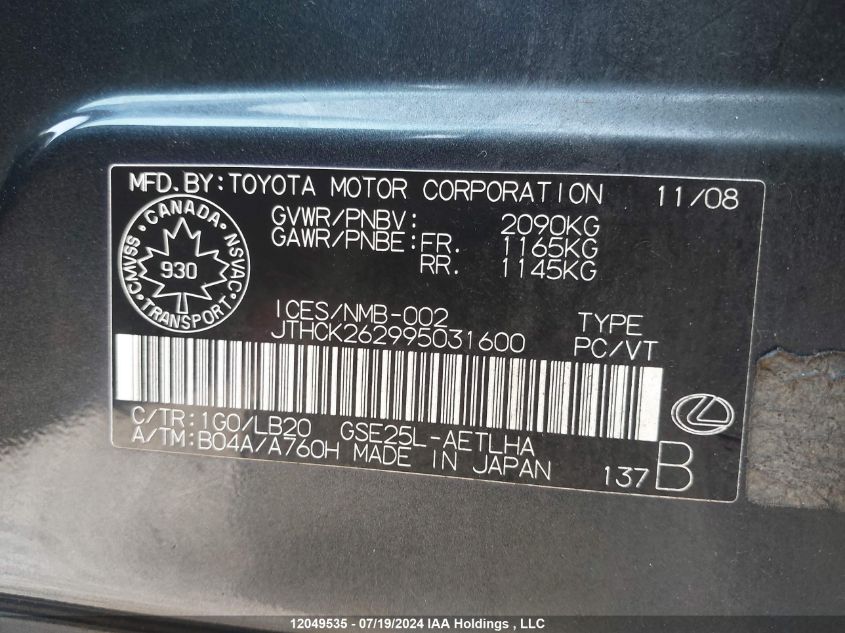 MFD.BY:TOYOTA MOTOR CORPORATION 11/08
GVWR/PNBV: 2090KG
GAWR/PNBE:FR. 1165KG
RR. 1145KG
CANADA
CMVSS 930 NSVAC
TRANSPORT
ICES/NMB-002 TYPE
JTHCK262995031600 PC/VT
C/TR:1G0/LB20 GSE25L-AETLHA
A/TM:B04A/A760H MADE IN JAPAN 137 B
12049535 - 07/19/2024 IAA Holdings , LLC